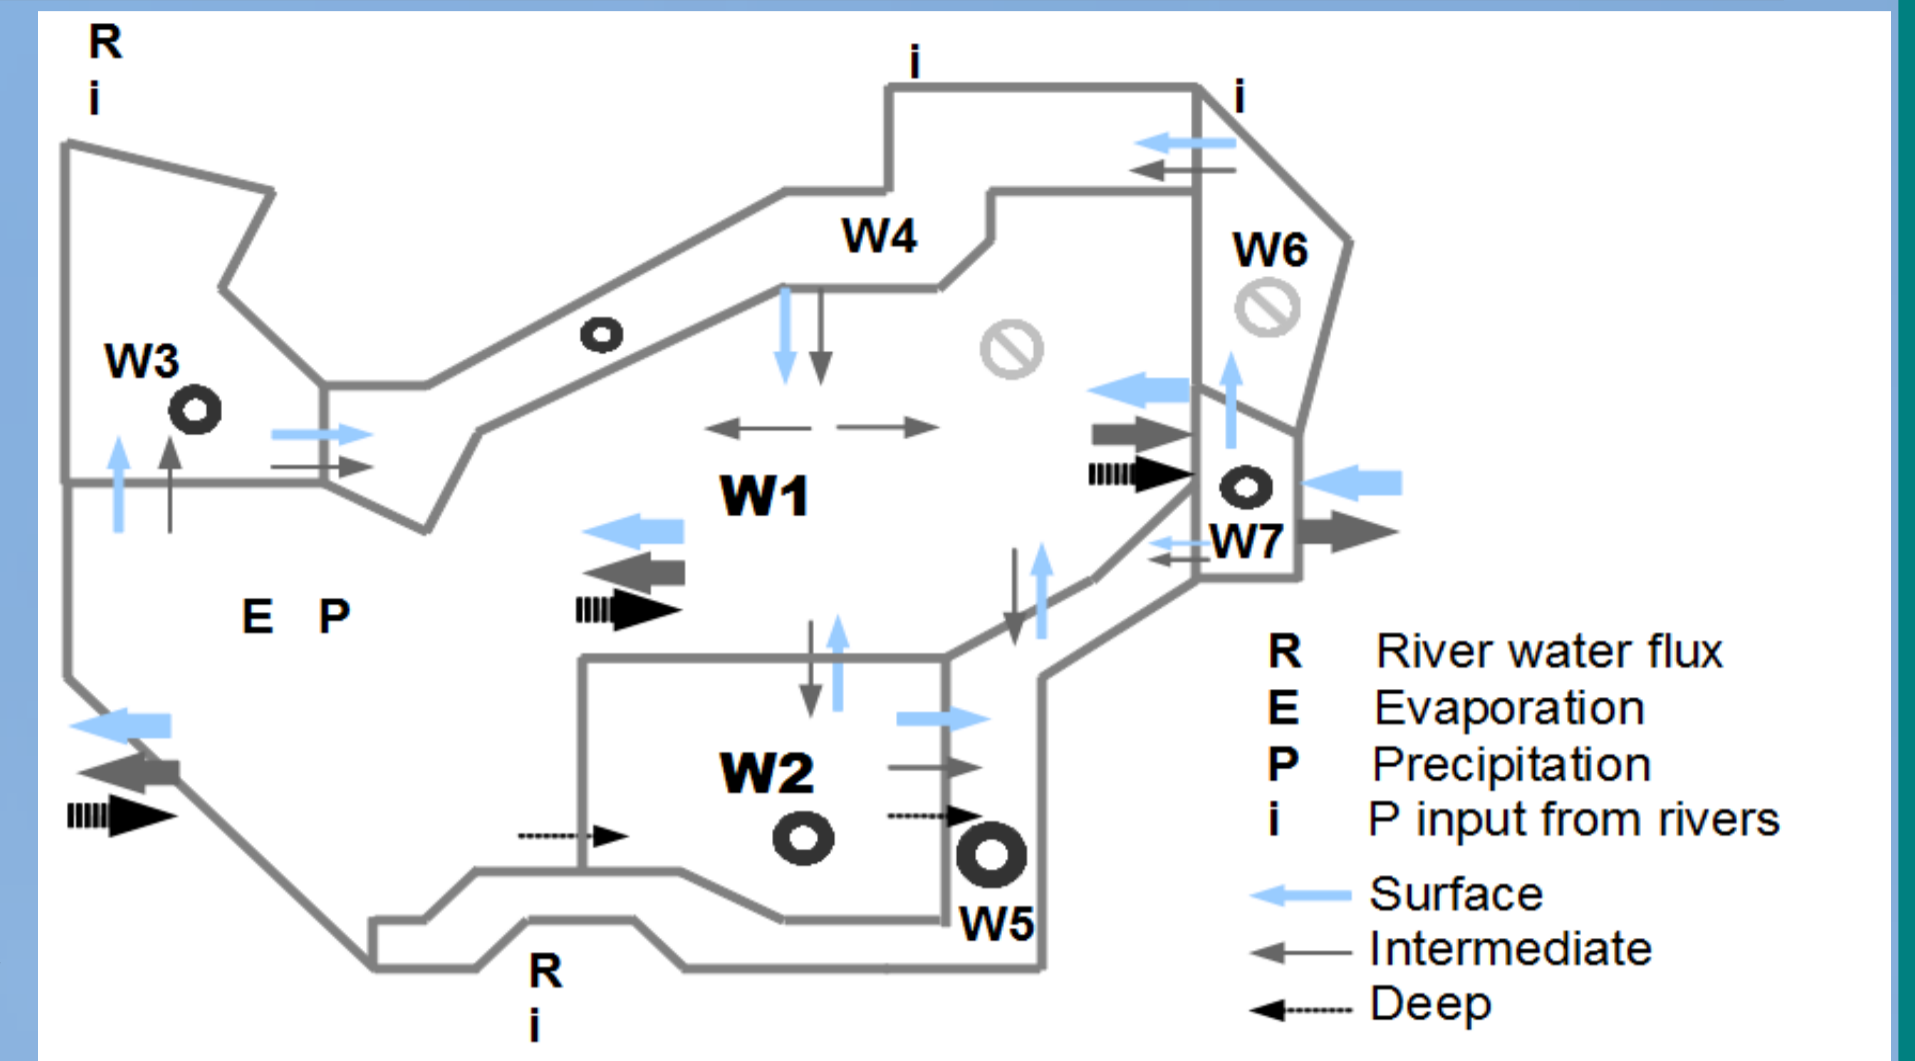 R
i
i
i
W4
W6
W3
W1
W7
E P
W2
W5
R
i
R River water flux
E Evaporation
P Precipitation
i P input from rivers
Surface
Intermediate
Deep